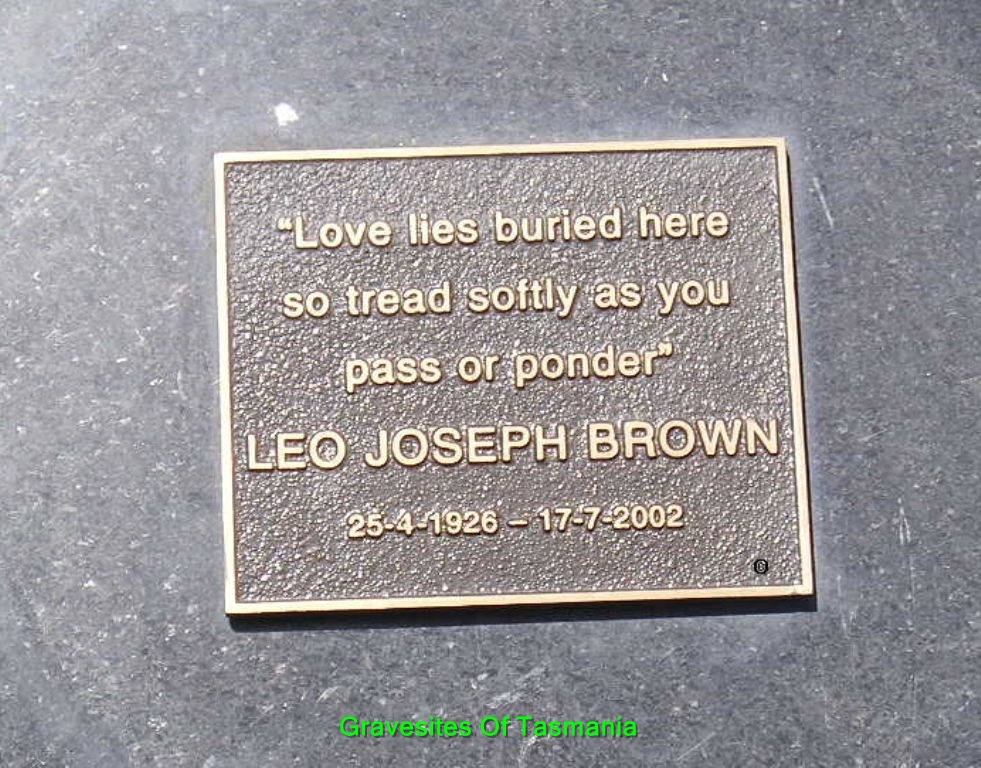 “Love lies buried here
so tread softly as you
pass or ponder”
LEO JOSEPH BROWN
25-4-1926 – 17-7-2002
Gravesites Of Tasmania